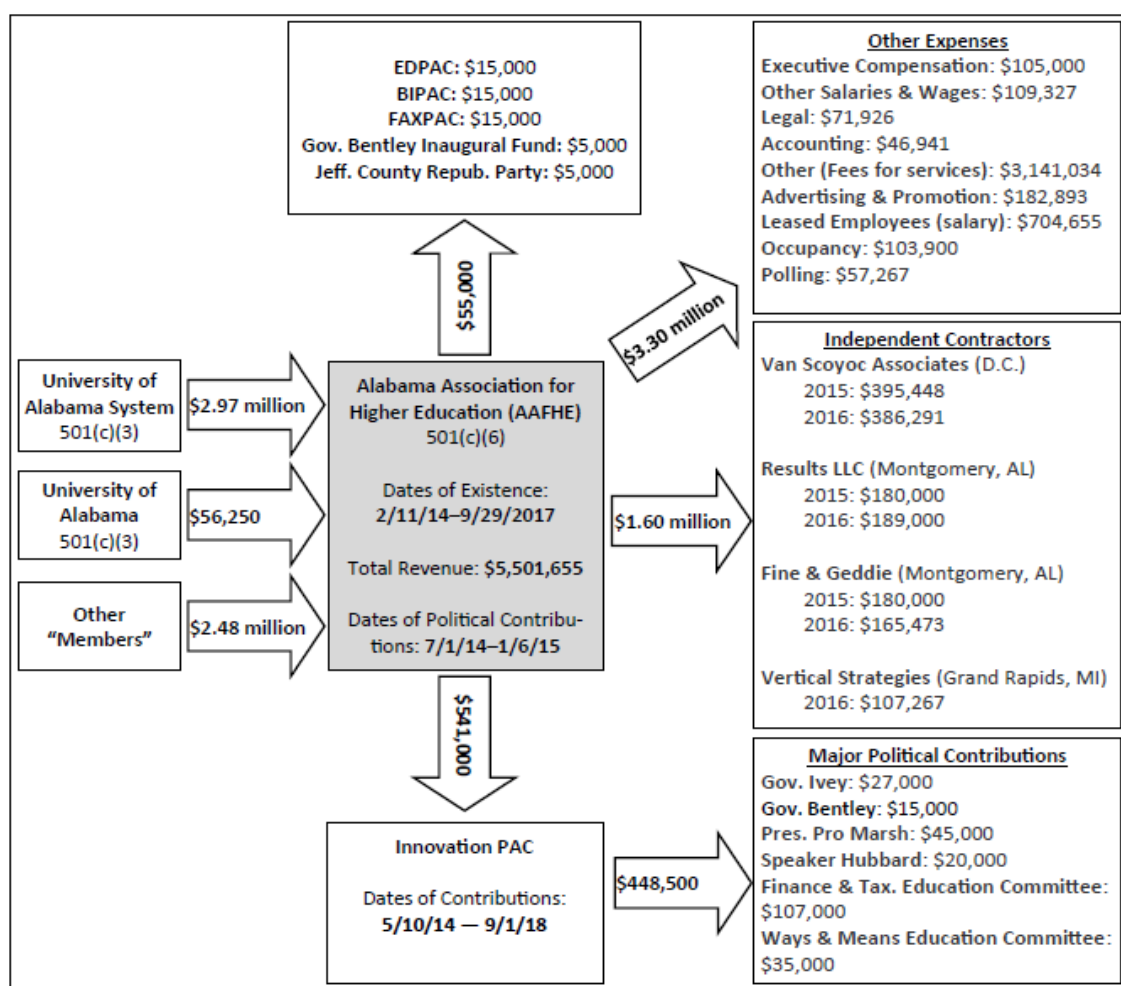 EDPAC: $15,000
BIPAC: $15,000
FAXPAC: $15,000
Gov. Bentley Inaugural Fund: $5,000
Jeff. County Repub. Party: $5,000
$55,000
Other Expenses
Executive Compensation: $105,000
Other Salaries & Wages: $109,327
Legal: $71,926
Accounting: $46,941
Other (Fees for services): $3,141,034
Advertising & Promotion: $182,893
Leased Employees (salary): $704,655
Occupancy: $103,900
Polling: $57,267
$3.30 million
University of
Alabama System
501(c)(3)
$2.97 million
University of
Alabama
501(c)(3)
$56,250
Other
“Members”
$2.48 million
Alabama Association for
Higher Education (AAFHE)
501(c)(6)
Dates of Existence:
2/11/14–9/29/2017
Total Revenue: $5,501,655
Dates of Political Contribu-
tions: 7/1/14–1/6/15
$1.60 million
Independent Contractors
Van Scoyoc Associates (D.C.)
2015: $395,448
2016: $386,291
Results LLC (Montgomery, AL)
2015: $180,000
2016: $189,000
Fine & Geddie (Montgomery, AL)
2015: $180,000
2016: $165,473
Vertical Strategies (Grand Rapids, MI)
2016: $107,267
$541,000
Innovation PAC
Dates of Contributions:
5/10/14 — 9/1/18
$448,500
Major Political Contributions
Gov. Ivey: $27,000
Gov. Bentley: $15,000
Pres. Pro Marsh: $45,000
Speaker Hubbard: $20,000
Finance & Tax. Education Committee:
$107,000
Ways & Means Education Committee:
$35,000